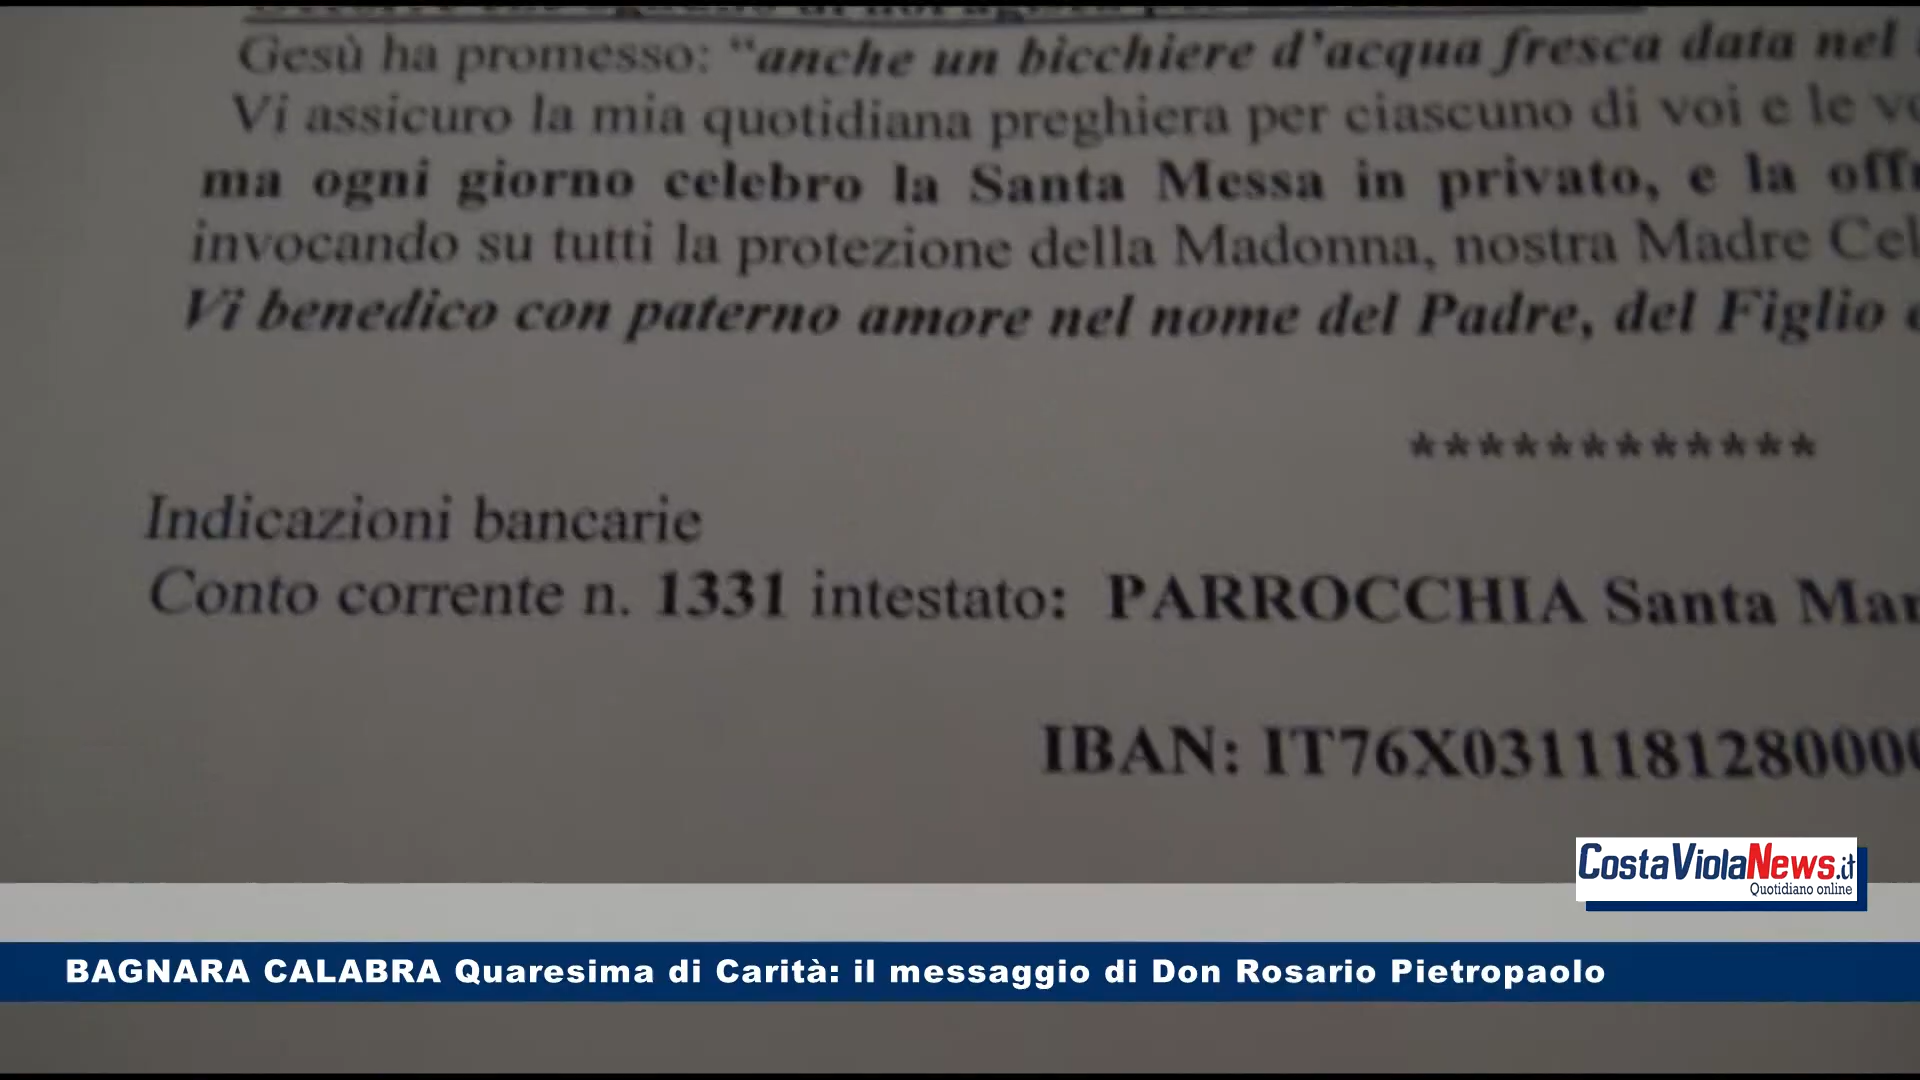 Gesù ha promesso: “anche un bicchiere d’acqua fresca data nel
Vi assicuro la mia quotidiana preghiera per ciascuno di voi e le
ma ogni giorno celebro la Santa Messa in privato, e la
invocando su tutti la protezione della Madonna, nostra Madre
Vi benedico con paterno amore nel nome del Padre, del Figlio
************
Indicazioni bancarie
Conto corrente n. 1331 intestato: PARROCCHIA Santa
IBAN: IT76X031118128000
CostaViolaNews.it
Quotidiano online
BAGNARA CALABRA Quaresima di Carità: il messaggio di Don Rosario Pietropaolo